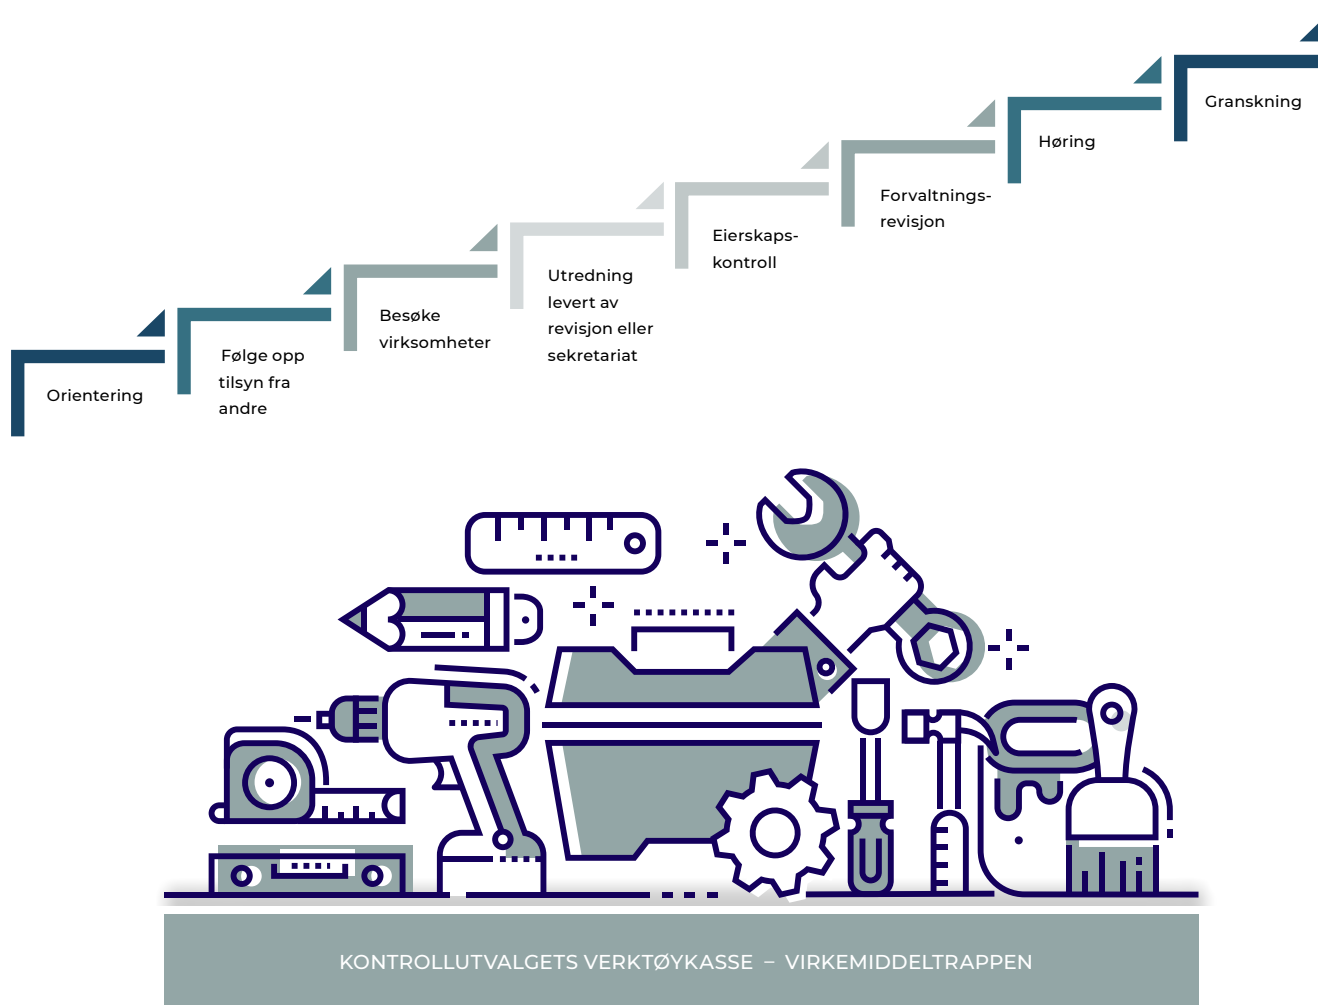 Orientering
Følge opp
tilsyn fra
andre
Besøke
virksomheter
Utredning
levert av
revisjon eller
sekretariat
Eierskaps-
kontroll
Forvaltnings-
revisjon
Høring
Granskning
KONTROLLUTVALGETS VERKTØYKASSE – VIRKEMIDDELTRAPPEN